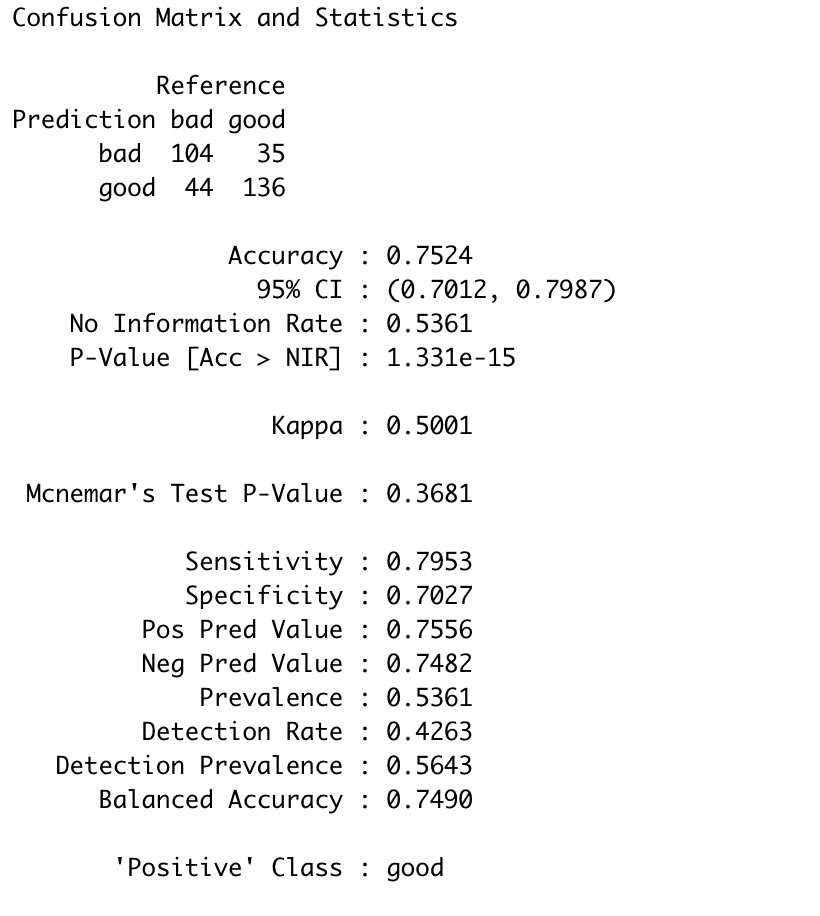 Confusion Matrix and Statistics
Reference
Prediction bad good
bad 104 35
good 44 136
Accuracy : 0.7524
95% CI : (0.7012, 0.7987)
No Information Rate : 0.5361
P-Value [Acc > NIR] : 1.331e-15
Kappa : 0.5001
Mcnemar's Test P-Value : 0.3681
Sensitivity : 0.7953
Specificity : 0.7027
Pos Pred Value : 0.7556
Neg Pred Value : 0.7482
Prevalence : 0.5361
Detection Rate : 0.4263
Detection Prevalence : 0.5643
Balanced Accuracy : 0.7490
'Positive' Class : good